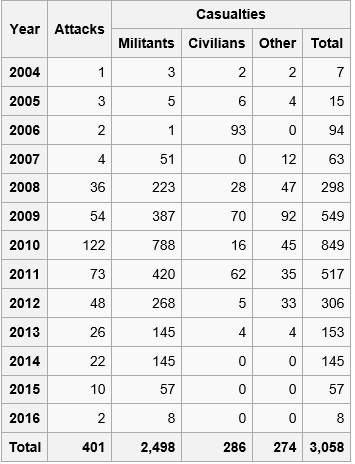 Year Attacks Casualties
Militants Civilians Other Total
2004 1 3 2 2 7
2005 3 5 6 4 15
2006 2 1 93 0 94
2007 4 51 0 12 63
2008 36 223 28 47 298
2009 54 387 70 92 549
2010 122 788 16 45 849
2011 73 420 62 35 517
2012 48 268 5 33 306
2013 26 145 4 4 153
2014 22 145 0 0 145
2015 10 57 0 0 57
2016 2 8 0 0 8
Total 401 2,498 286 274 3,058